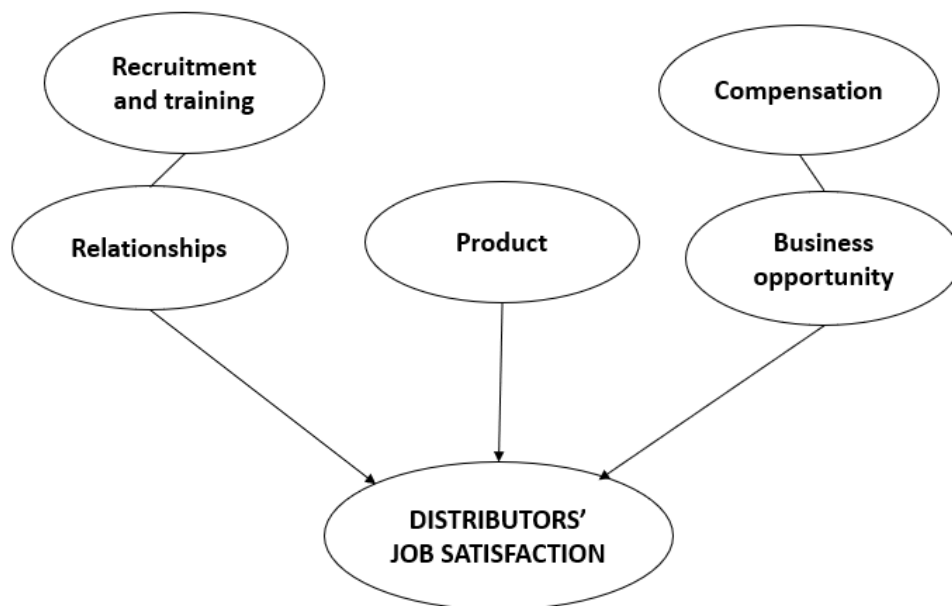 Recruitment
and training
Compensation
Relationships
Product
Business
opportunity
DISTRIBUTORS’
JOB SATISFACTION